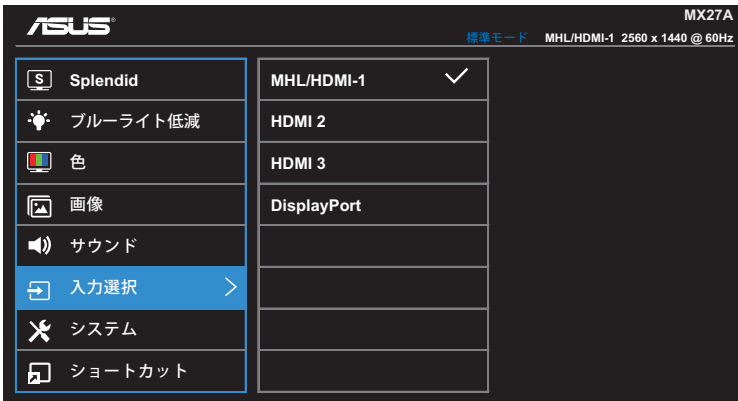 ASUS
MX27A
標準モード MHL/HDMI-1 2560 x 1440 @ 60Hz
S Splendid
ブルーライト低減
色
画像
サウンド
入力選択
システム
ショートカット
MHL/HDMI-1
HDMI 2
HDMI 3
DisplayPort